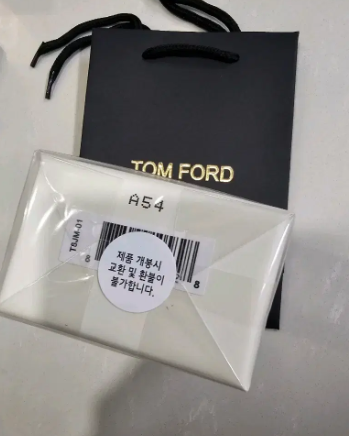 TOM FORD
A54
T5JM-01
제품 개봉시
교환 및 환불이
불가합니다.
8
8